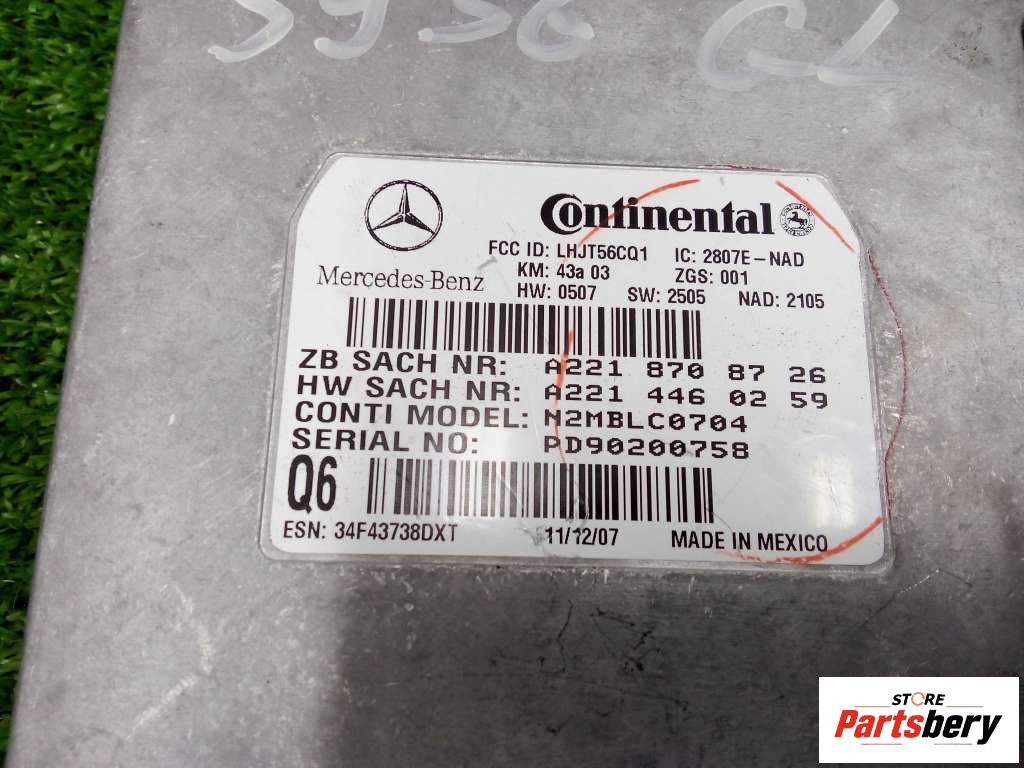 5936 CL
Continental
FCC ID: LHJT56CQ1 IC: 2807E-NAD
Mercedes-Benz KM: 43a 03 ZGS: 001
HW: 0507 SW: 2505 NAD: 2105
ZB SACH NR: A221 870 87 26
HW SACH NR: A221 446 02 59
CONTI MODEL: N2MBLC0704
SERIAL NO: PD90200758
Q6
ESN: 34F43738DXT 11/12/07 MADE IN MEXICO
STORE
Partsbery